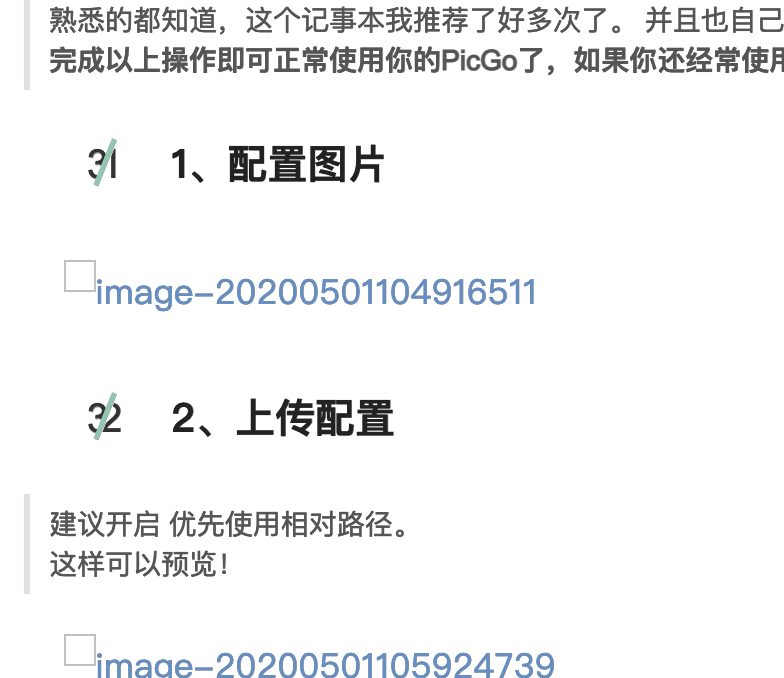 熟悉的都知道，这个记事本我推荐了好多次了。 并且也自己
完成以上操作即可正常使用你的PicGo了，如果你还经常使用
31 1、配置图片
image-20200501104916511
32 2、上传配置
建议开启 优先使用相对路径。
这样可以预览！
image-20200501105924739